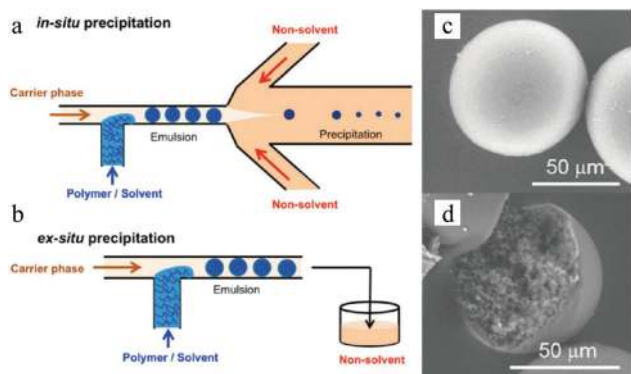 a
in-situ precipitation
Non-solvent
Carrier phase
Emulsion
Precipitation
Polymer / Solvent
Non-solvent
b
ex-situ precipitation
Carrier phase
Emulsion
Polymer / Solvent
Non-solvent
c
50 µm
d
50 µm